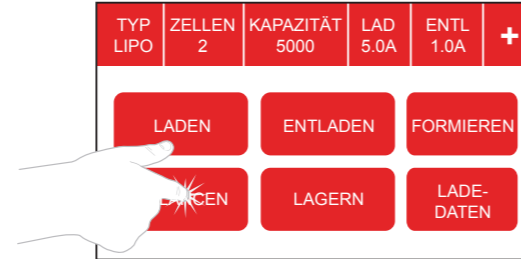 TYP ZELLEN KAPAZITÄT LAD ENTL +
LIPO 2 5000 5.0A 1.0A
LADEN ENTLADEN FORMIEREN
LAGERN LADE-
DATEN